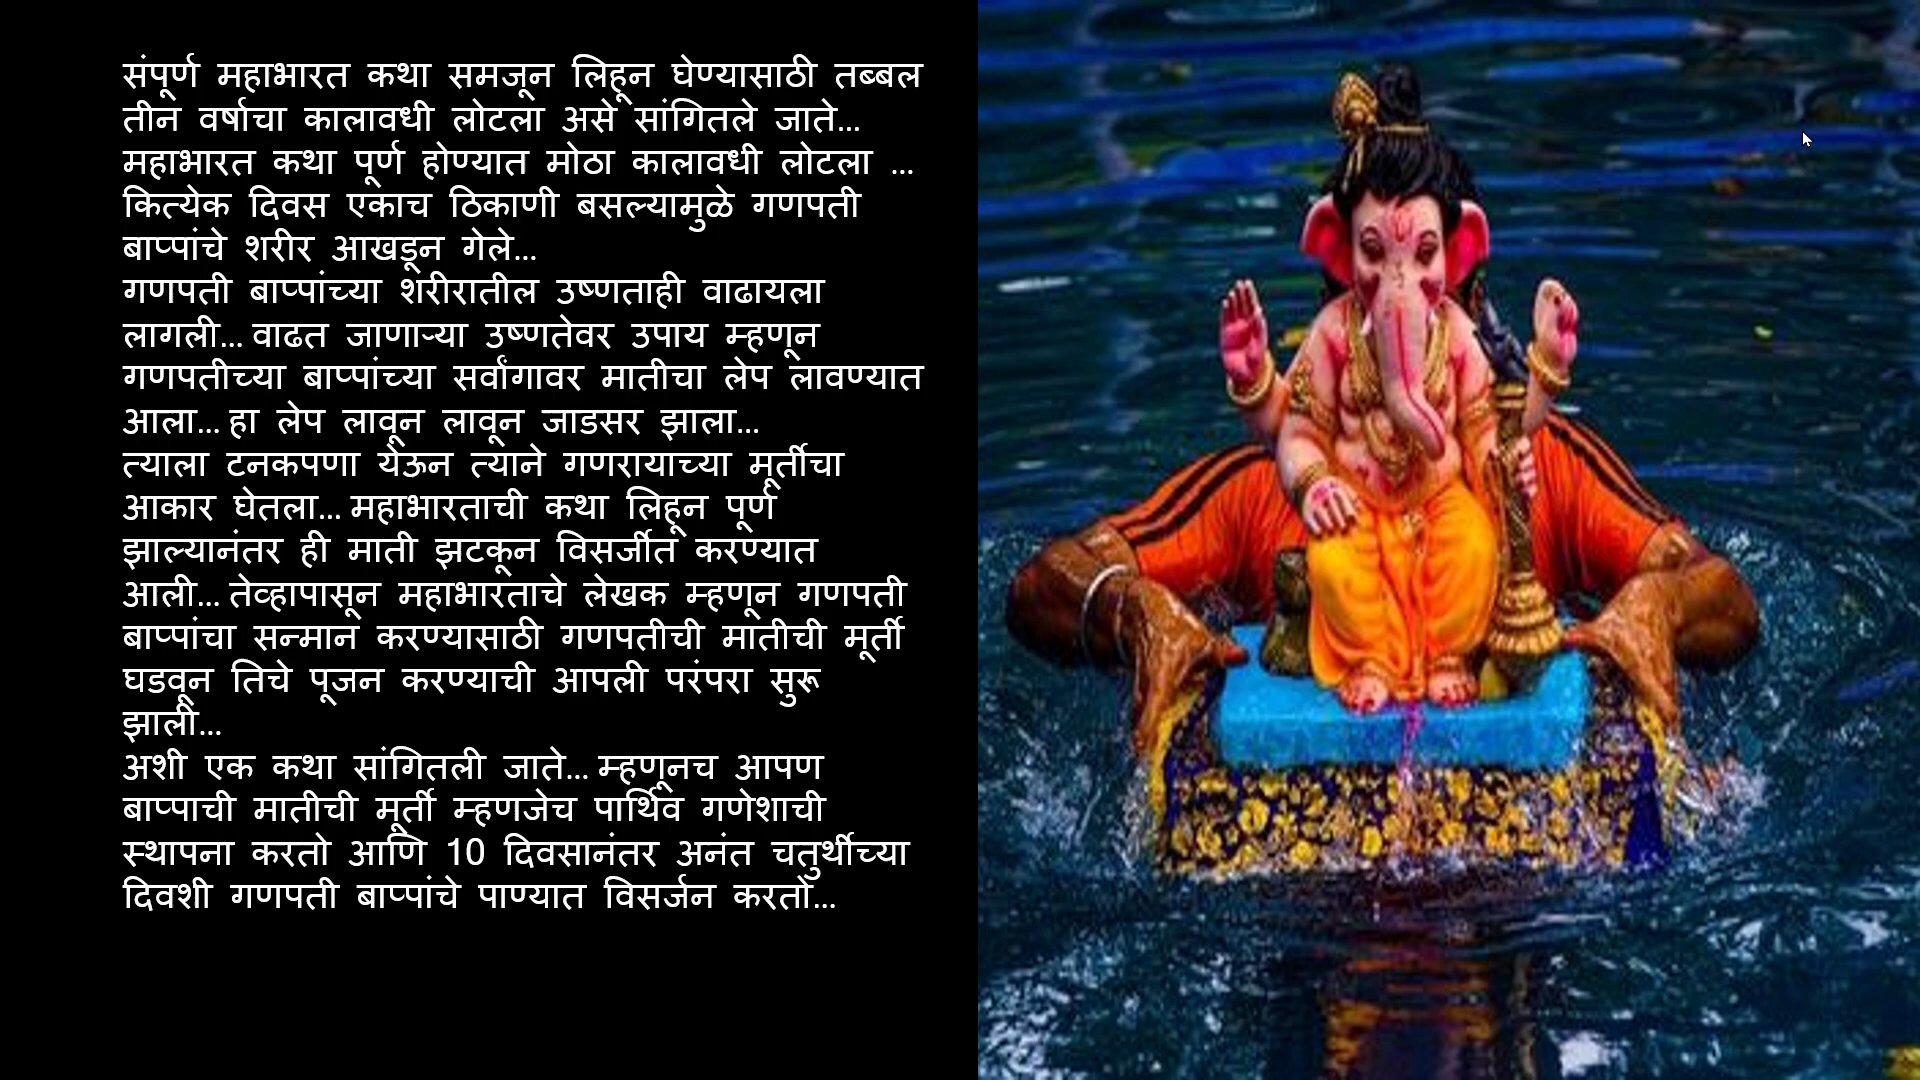 संपूर्ण महाभारत कथा समजून लिहून घेण्यासाठी तब्बल
तीन वर्षाचा कालावधी लोटला असे सांगितले जाते...
महाभारत कथा पूर्ण होण्यात मोठा कालावधी लोटला ...
कित्येक दिवस एकाच ठिकाणी बसल्यामुळे गणपती
बाप्पांचे शरीर आखडून गेले...
गणपती बाप्पांच्या शरीरातील उष्णताही वाढायला
लागली... वाढत जाणाऱ्या उष्णतेवर उपाय म्हणून
गणपतीच्या बाप्पांच्या सर्वांगावर मातीचा लेप लावण्यात
आला... हा लेप लावून लावून जाडसर झाला...
त्याला टनकपणा येऊन त्याने गणरायाच्या मूर्तीचा
आकार घेतला... महाभारताची कथा लिहून पूर्ण
झाल्यानंतर ही माती झटकून विसर्जीत करण्यात
आली... तेव्हापासून महाभारताचे लेखक म्हणून गणपती
बाप्पांचा सन्मान करण्यासाठी गणपतीची मातीची मूर्ती
घडवून तिचे पूजन करण्याची आपली परंपरा सुरू
झाली...
अशी एक कथा सांगितली जाते... म्हणूनच आपण
बाप्पाची मातीची मूर्ती म्हणजेच पार्थिव गणेशाची
स्थापना करतो आणि 10 दिवसानंतर अनंत चतुर्थीच्या
दिवशी गणपती बाप्पांचे पाण्यात विसर्जन करतो...